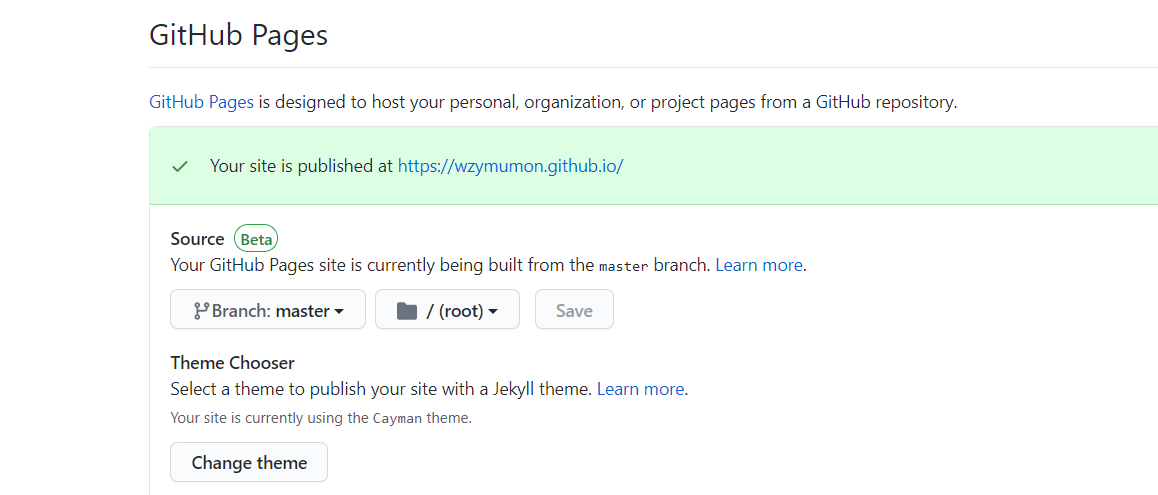 GitHub Pages
GitHub Pages is designed to host your personal, organization, or project pages from a GitHub repository.
Your site is published at https://wzymumon.github.io/
Source Beta
Your GitHub Pages site is currently being built from the master branch. Learn more.
Branch: master / (root) Save
Theme Chooser
Select a theme to publish your site with a Jekyll theme. Learn more.
Your site is currently using the Cayman theme.
Change theme